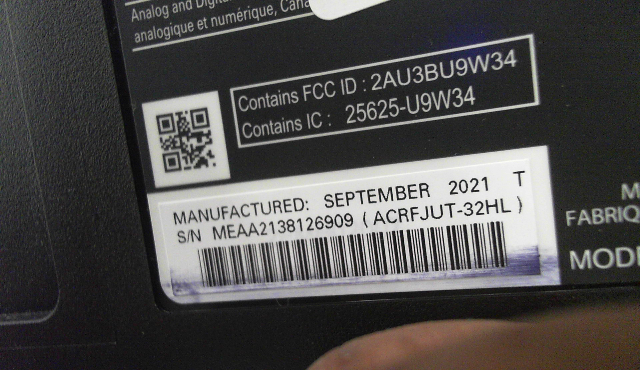 Analog and Digi
analogique et numérique, Cana
Contains FCC ID : 2AU3BU9W34
Contains IC : 25625-U9W34
MANUFACTURED: SEPTEMBER 2021 T
S/N MEAA2138126909 ( ACRFJUT-32HL )
M
FABRIQ
MODE